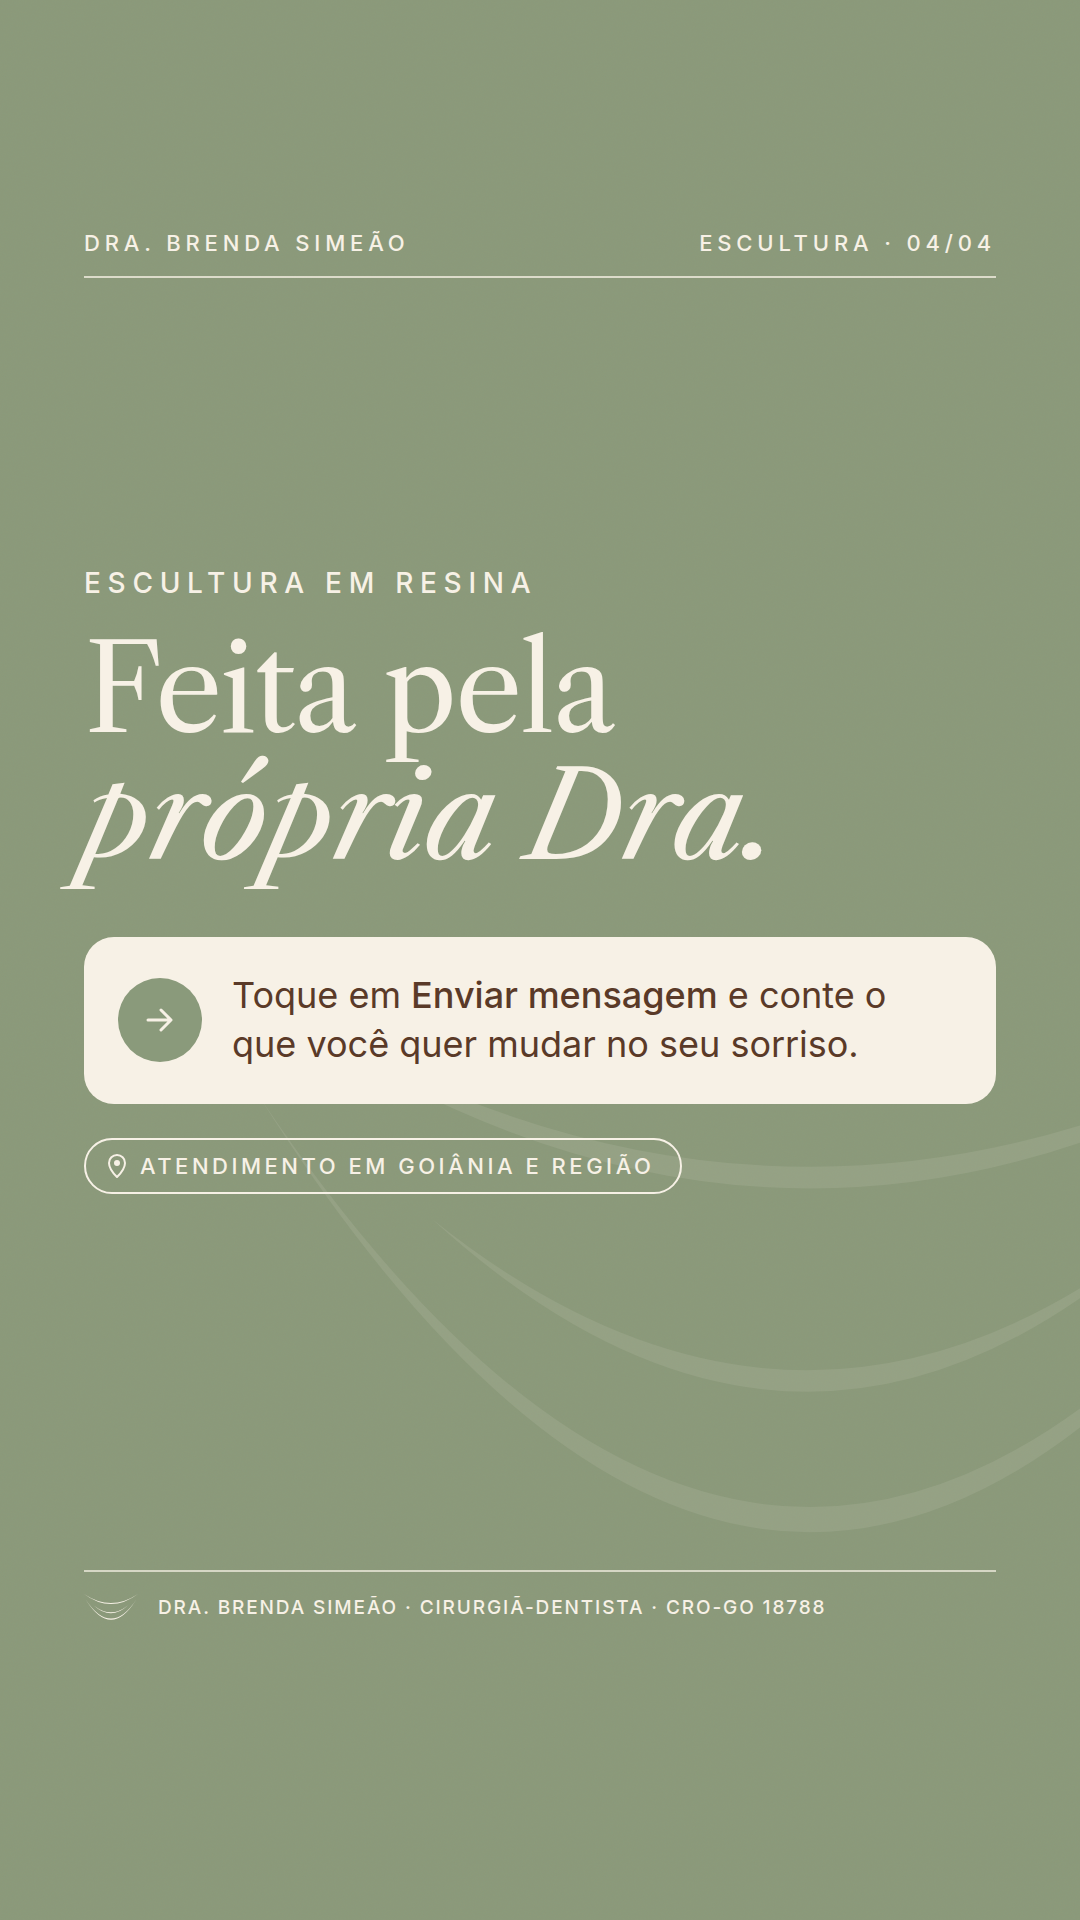 DRA. BRENDA SIMEÃO
ESCULTURA · 04/04
ESCULTURA EM RESINA
Feita pela
própria Dra.
Toque em Enviar mensagem e conte o
que você quer mudar no seu sorriso.
ATENDIMENTO EM GOIÂNIA E REGIÃO
DRA. BRENDA SIMEÃO · CIRURGIÃ-DENTISTA · CRO-GO 18788